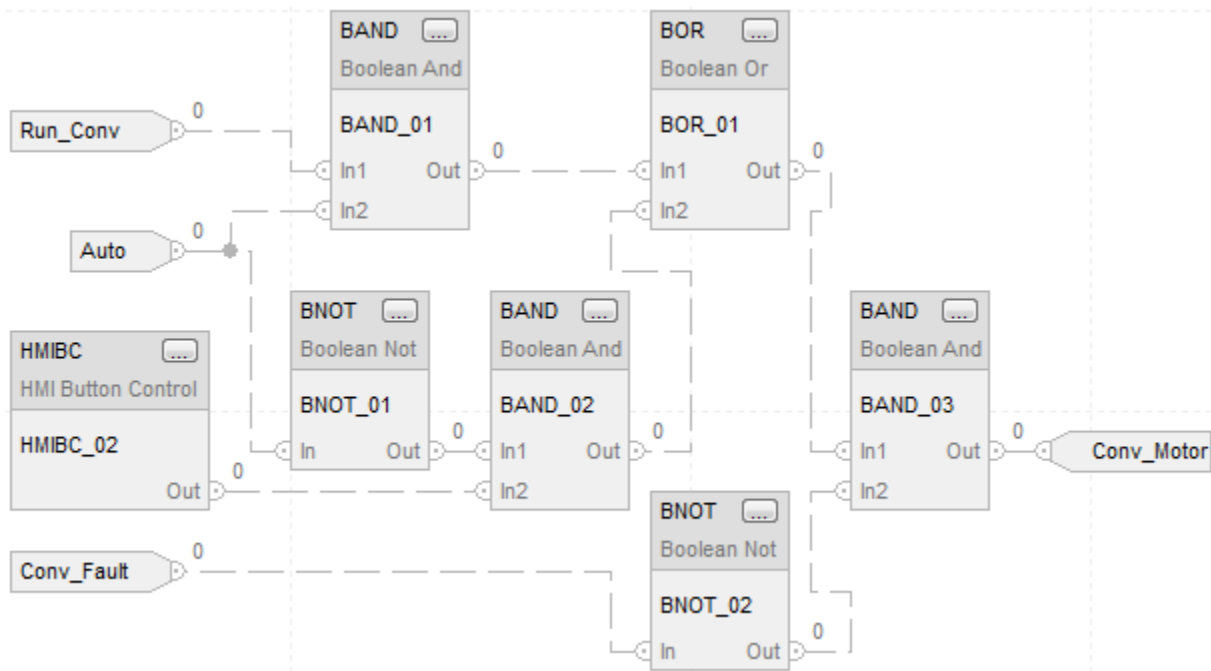 BAND ...
Boolean And
BAND_01
In1 Out
In2
0
BOR ...
Boolean Or
BOR_01
In1 Out
In2
0
Run_Conv
0
Auto
0
HMIBC ...
HMI Button Control
HMIBC_02
Out
0
BNOT ...
Boolean Not
BNOT_01
In Out
0
BAND ...
Boolean And
BAND_02
In1 Out
In2
0
BAND ...
Boolean And
BAND_03
In1 Out
In2
0
Conv_Motor
Conv_Fault
0
BNOT ...
Boolean Not
BNOT_02
In Out
0